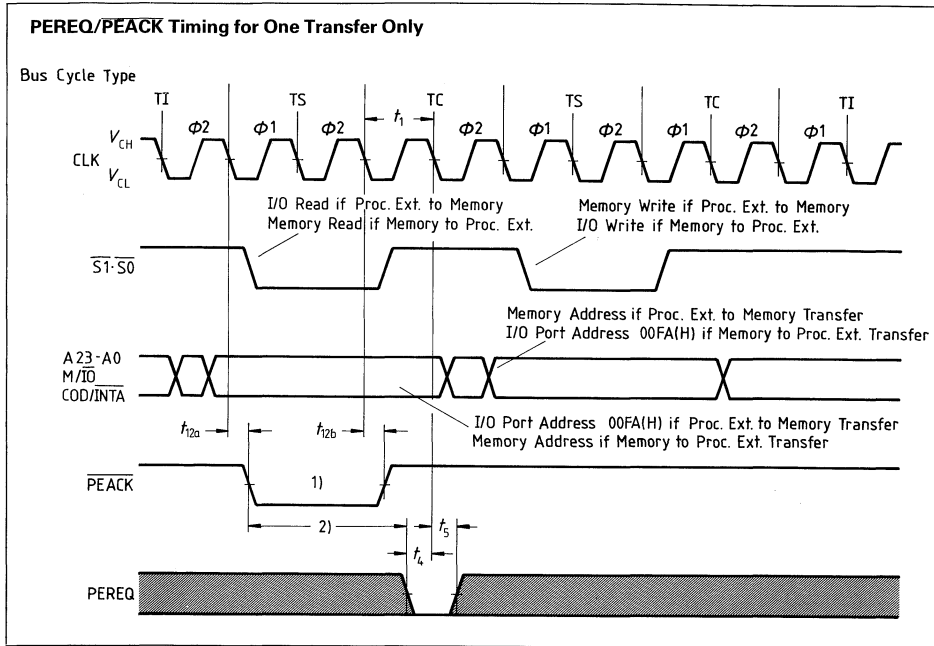 PEREQ/PEACK Timing for One Transfer Only
Bus Cycle Type
TI TS TC TS TC TI
Φ2 Φ1 Φ2 t1 Φ2 Φ1 Φ2 Φ1 Φ2 Φ1
VCH
CLK
VCL
I/O Read if Proc. Ext. to Memory
Memory Read if Memory to Proc. Ext.
Memory Write if Proc. Ext. to Memory
I/O Write if Memory to Proc. Ext.
S1·S0
Memory Address if Proc. Ext. to Memory Transfer
I/O Port Address 00FA(H) if Memory to Proc. Ext. Transfer
A23-A0
M/IO
COD/INTA
I/O Port Address 00FA(H) if Proc. Ext. to Memory Transfer
Memory Address if Memory to Proc. Ext. Transfer
t12a t12b
PEACK
1)
2)
t5
t4
PEREQ